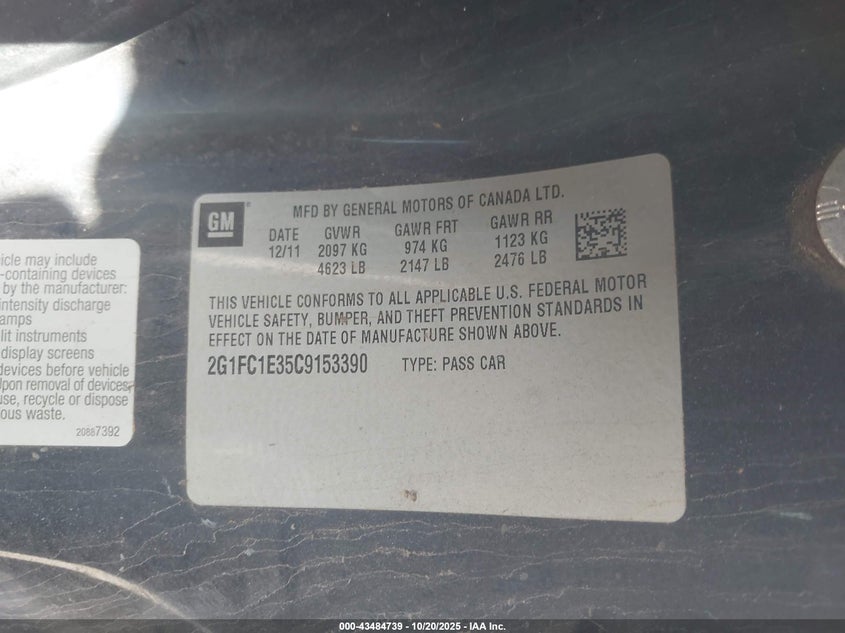 GM
®
MFD BY GENERAL MOTORS OF CANADA LTD.
DATE GVWR GAWR FRT GAWR RR
12/11 2097 KG 974 KG 1123 KG
4623 LB 2147 LB 2476 LB
THIS VEHICLE CONFORMS TO ALL APPLICABLE U.S. FEDERAL MOTOR
VEHICLE SAFETY, BUMPER, AND THEFT PREVENTION STANDARDS IN
EFFECT ON THE DATE OF MANUFACTURE SHOWN ABOVE.
2G1FC1E35C9153390 TYPE: PASS CAR
hicle may include
-containing devices
by the manufacturer:
intensity discharge
amps
lit instruments
display screens
devices before vehicle
Upon removal of devices,
use, recycle or dispose
ous waste.
20887392
000-43484739 - 10/20/2025 - IAA Inc.